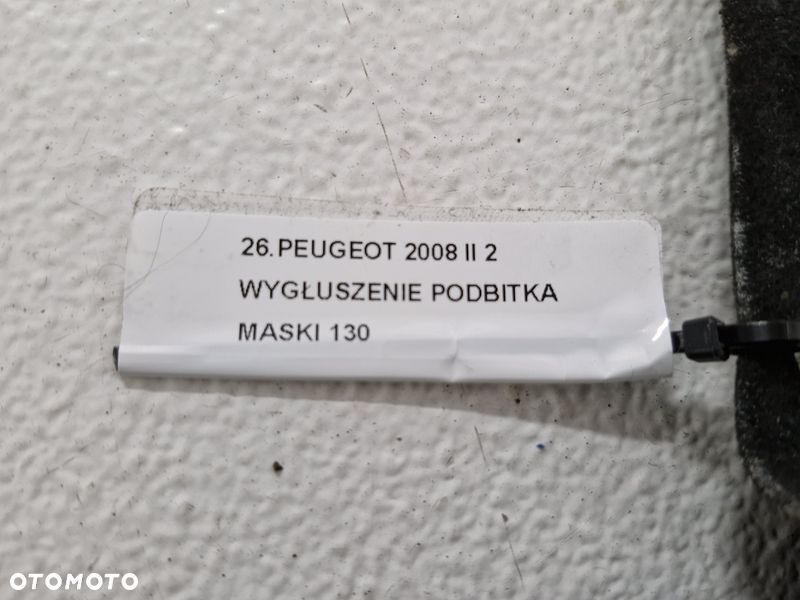 26.PEUGEOT 2008 II 2
WYGŁUSZENIE PODBITKA
MASKI 130
OTOMOTO